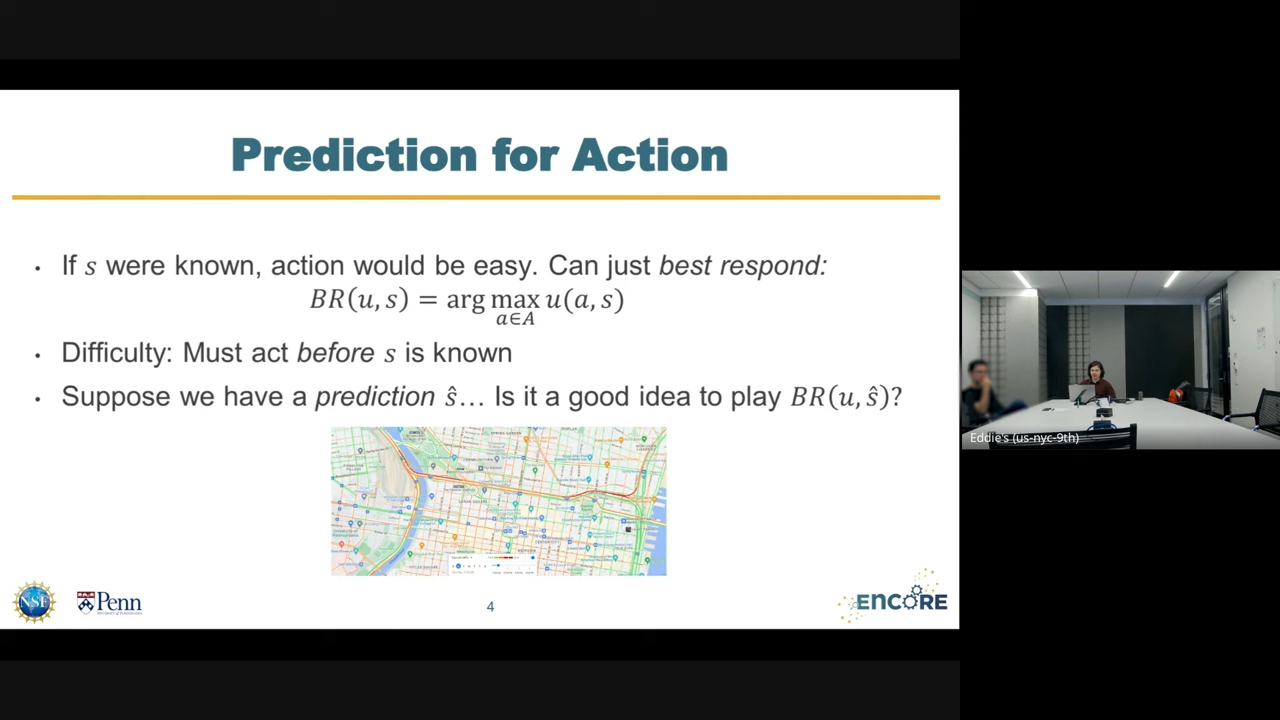 Prediction for Action
• If s were known, action would be easy. Can just best respond:
BR(u, s) = arg max u(a, s)
a∈A
• Difficulty: Must act before s is known
• Suppose we have a prediction ŝ… Is it a good idea to play BR(u, ŝ)?
NSF
Penn
4
ENCORE
Eddie's (us-nyc-9th)